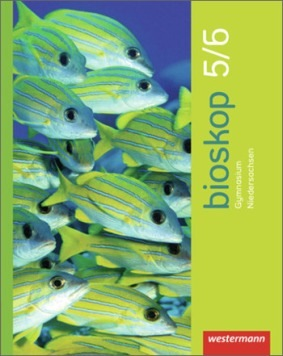 bioskop 5/6
Gymnasium
Niedersachsen
westermann